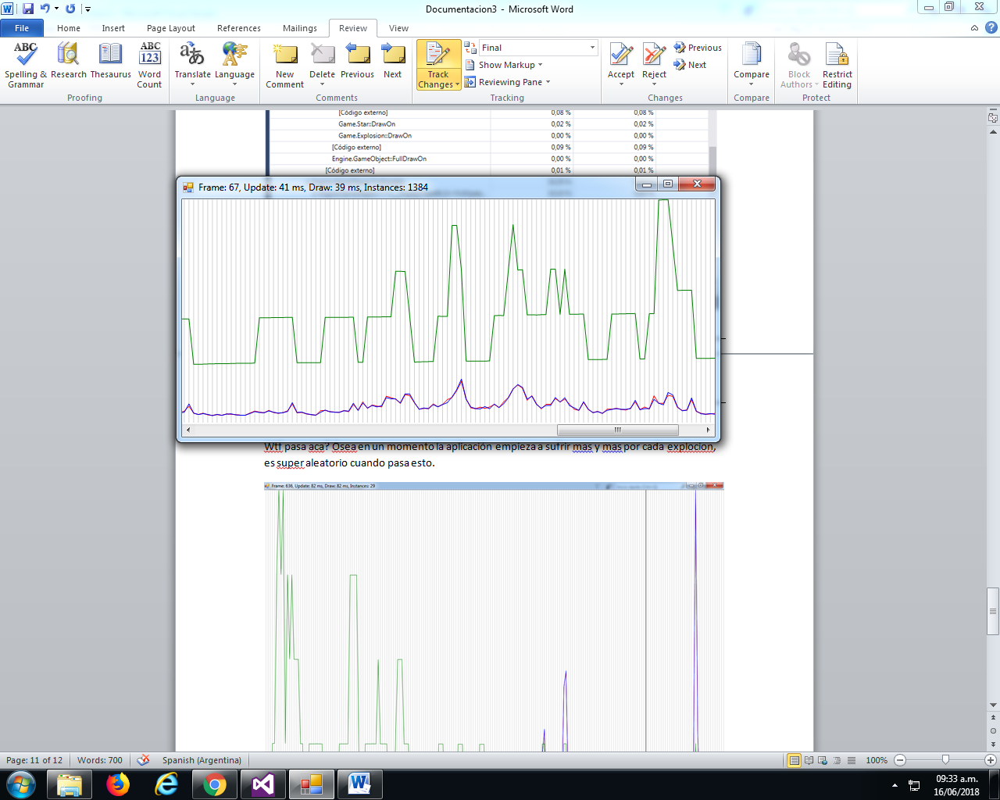 Documentacion3 - Microsoft Word
File Home Insert Page Layout References Mailings Review View
ABC
Spelling & Grammar
Research
Thesaurus
ABC 123
Word Count
Proofing
Translate
Language
Language
New Comment
Delete
Previous
Next
Comments
Track Changes
Final
Show Markup
Reviewing Pane
Tracking
Accept
Reject
Previous
Next
Changes
Compare
Compare
Block Authors
Restrict Editing
Protect
[Código externo] 0,08 % 0,08 %
Game.Star::DrawOn 0,02 % 0,02 %
Game.Explosion::DrawOn 0,00 % 0,00 %
[Código externo] 0,09 % 0,09 %
Engine.GameObject::FullDrawOn 0,00 % 0,00 %
[Código externo] 0,01 % 0,01 %
Frame: 67, Update: 41 ms, Draw: 39 ms, Instances: 1384
Wtf pasa aca? Osea en un momento la aplicación empieza a sufrir mas y mas por cada explocion,
es super aleatorio cuando pasa esto.
Frame: 636, Update: 82 ms, Draw: 82 ms, Instances: 29
Page: 11 of 12 Words: 700 Spanish (Argentina) 100%
09:33 a.m.
16/06/2018